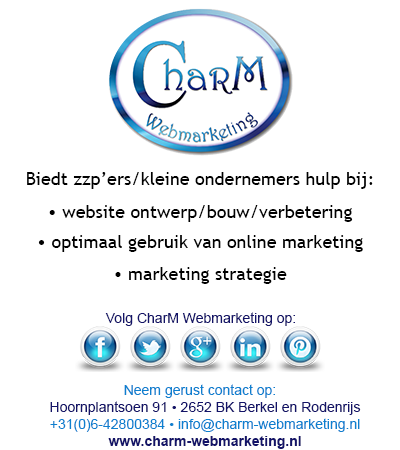 CharM
Webmarketing
Biedt zzp'ers/kleine ondernemers hulp bij:
• website ontwerp/bouw/verbetering
• optimaal gebruik van online marketing
• marketing strategie
Volg CharM Webmarketing op:
f g+ in p
Neem gerust contact op:
Hoornplantsoen 91 • 2652 BK Berkel en Rodenrijs
+31(0)6-42800384 • info@charm-webmarketing.nl
www.charm-webmarketing.nl